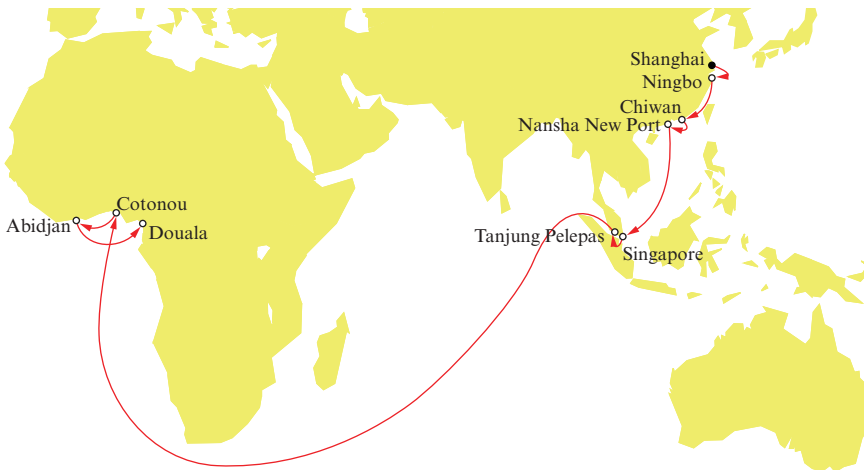 Shanghai
Ningbo
Chiwan
Nansha New Port
Cotonou
Abidjan
Douala
Tanjung Pelepas
Singapore